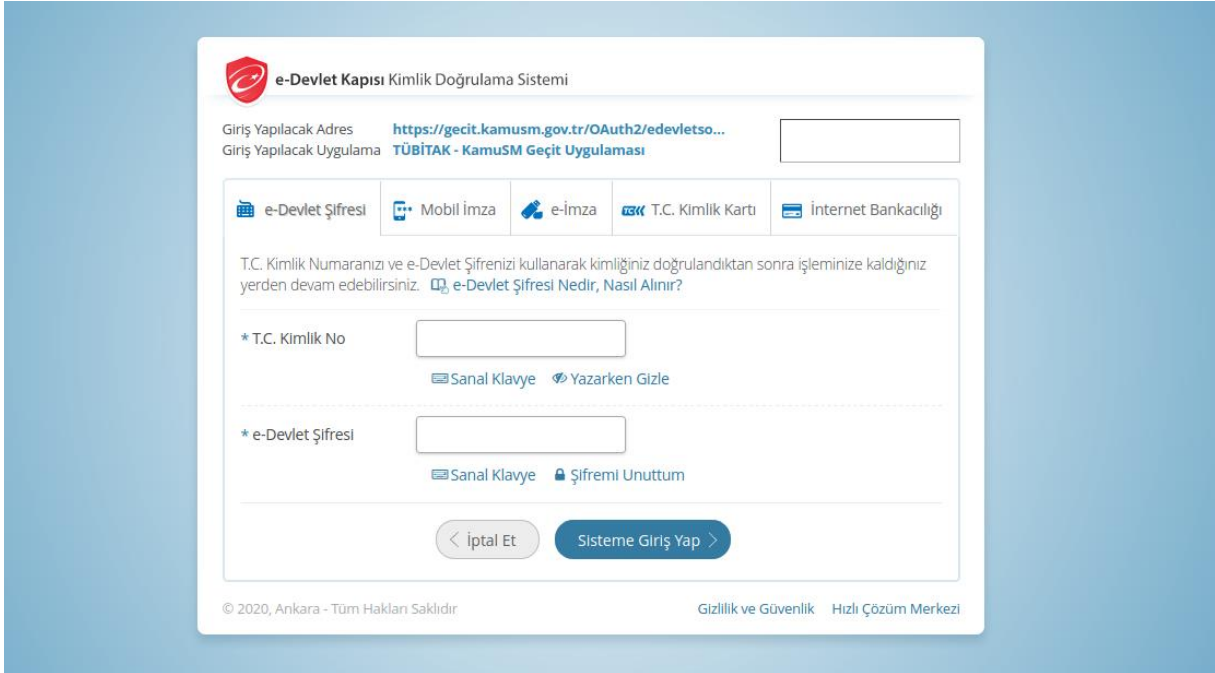 e-Devlet Kapısı Kimlik Doğrulama Sistemi
Giriş Yapılacak Adres https://gecit.kamusm.gov.tr/OAuth2/edevletso...
Giriş Yapılacak Uygulama TÜBİTAK - KamuSM Geçit Uygulaması
e-Devlet Şifresi Mobil İmza e-İmza T.C. Kimlik Kartı İnternet Bankacılığı
T.C. Kimlik Numaranızı ve e-Devlet Şifrenizi kullanarak kimliğiniz doğrulandıktan sonra işleminize kaldığınız
yerden devam edebilirsiniz. e-Devlet Şifresi Nedir, Nasıl Alınır?
* T.C. Kimlik No
Sanal Klavye Yazarken Gizle
* e-Devlet Şifresi
Sanal Klavye Şifremi Unuttum
İptal Et Sisteme Giriş Yap
© 2020, Ankara - Tüm Hakları Saklıdır Gizlilik ve Güvenlik Hızlı Çözüm Merkezi